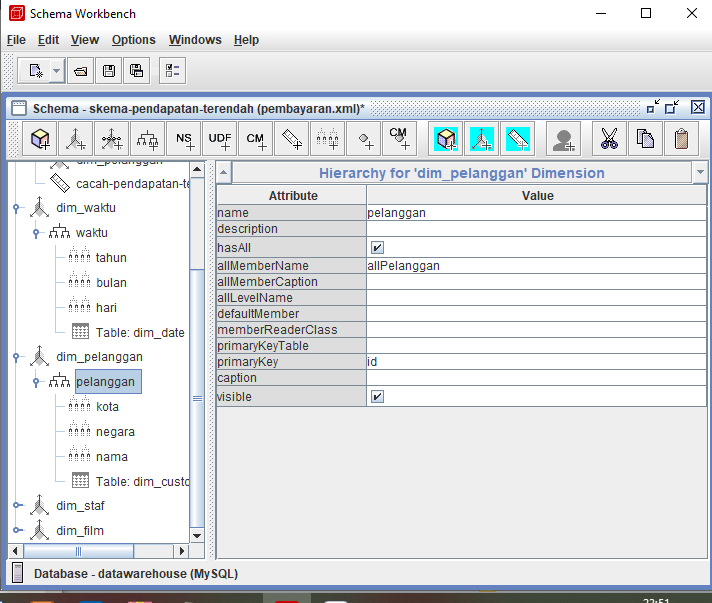 Schema Workbench
File Edit View Options Windows Help
Schema - skema-pendapatan-terendah (pembayaran.xml)*
NS UDF CM CM
dim_pelanggan
cacah-pendapatan-te
dim_waktu
waktu
tahun
bulan
hari
Table: dim_date
dim_pelanggan
pelanggan
kota
negara
nama
Table: dim_custo
dim_staf
dim_film
Hierarchy for 'dim_pelanggan' Dimension
Attribute Value
name pelanggan
description
hasAll
allMemberName allPelanggan
allMemberCaption
allLevelName
defaultMember
memberReaderClass
primaryKeyTable
primaryKey id
caption
visible
Database - datawarehouse (MySQL)
22:51